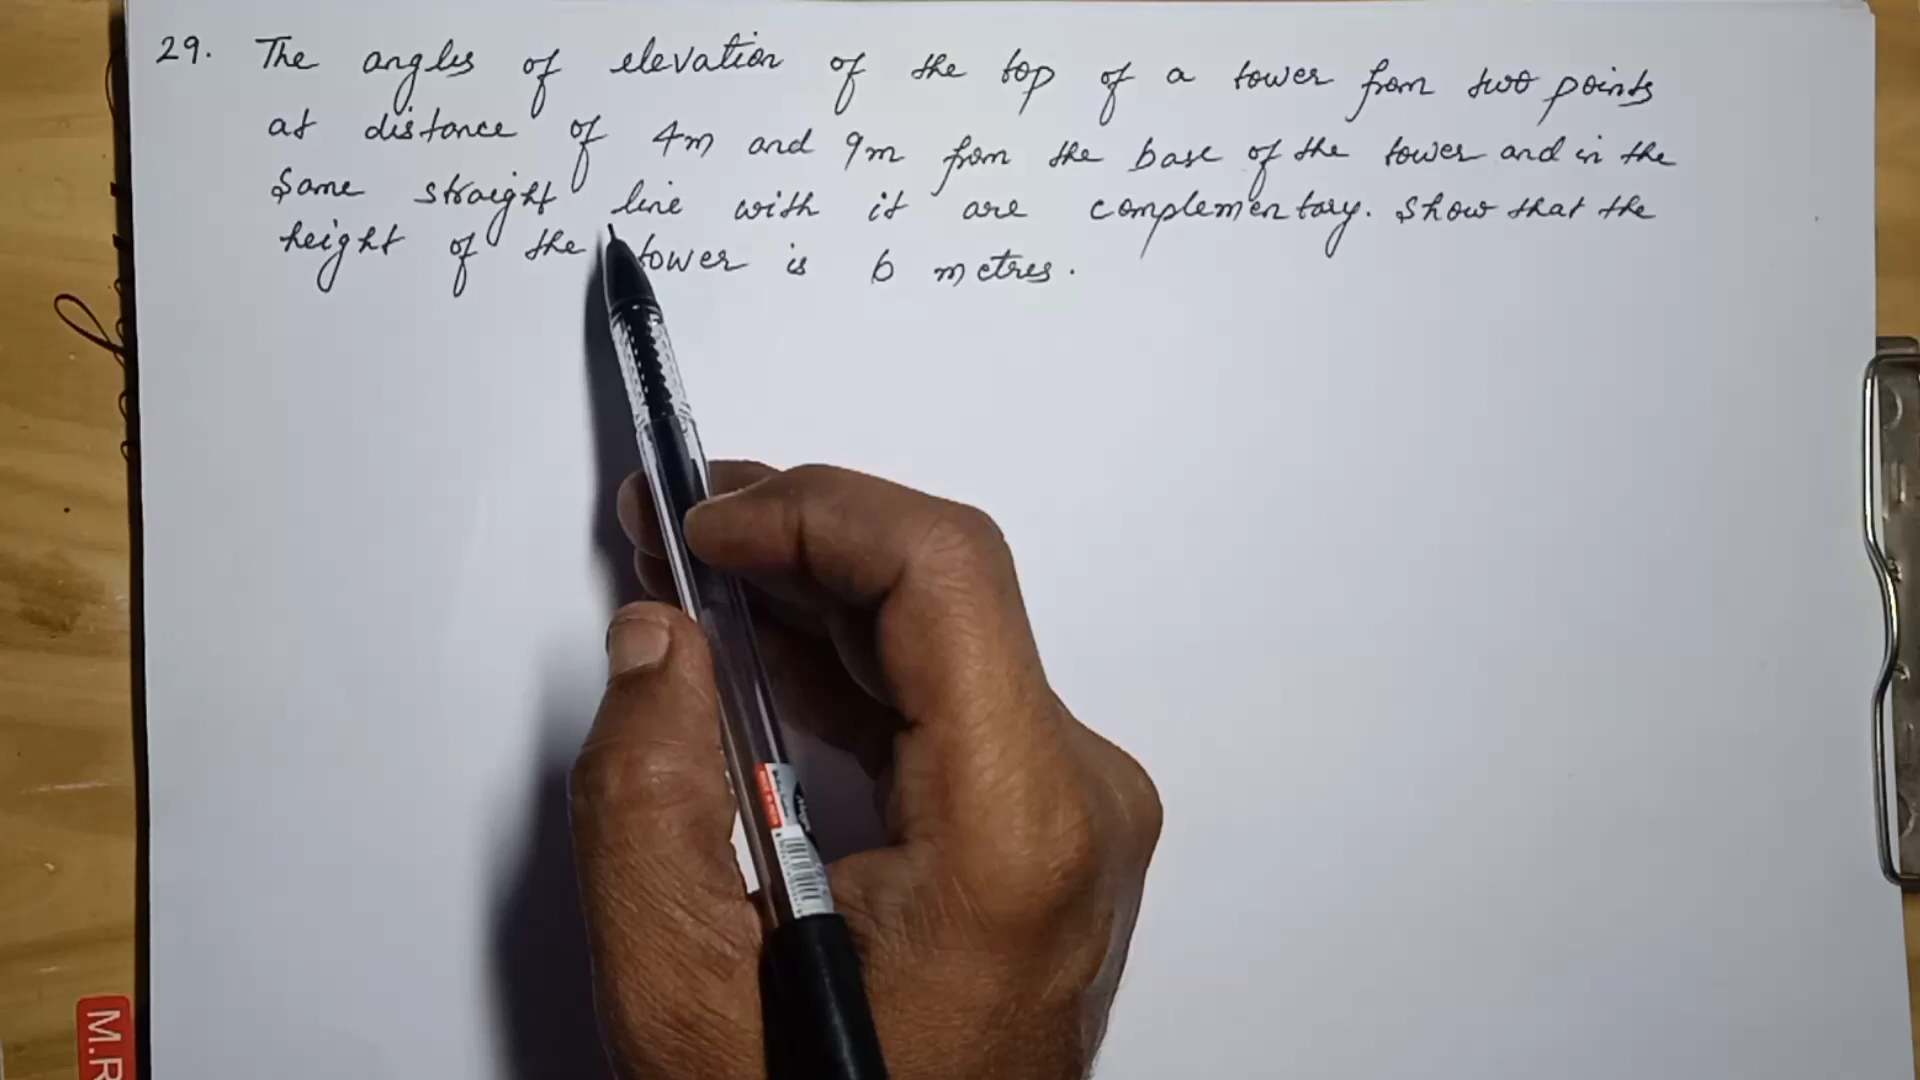 29. The angles of elevation of the top of a tower from two points
at distance of 4m and 9m from the base of the tower and in the
same straight line with it are complementary. Show that the
height of the tower is 6 metres.
M.R